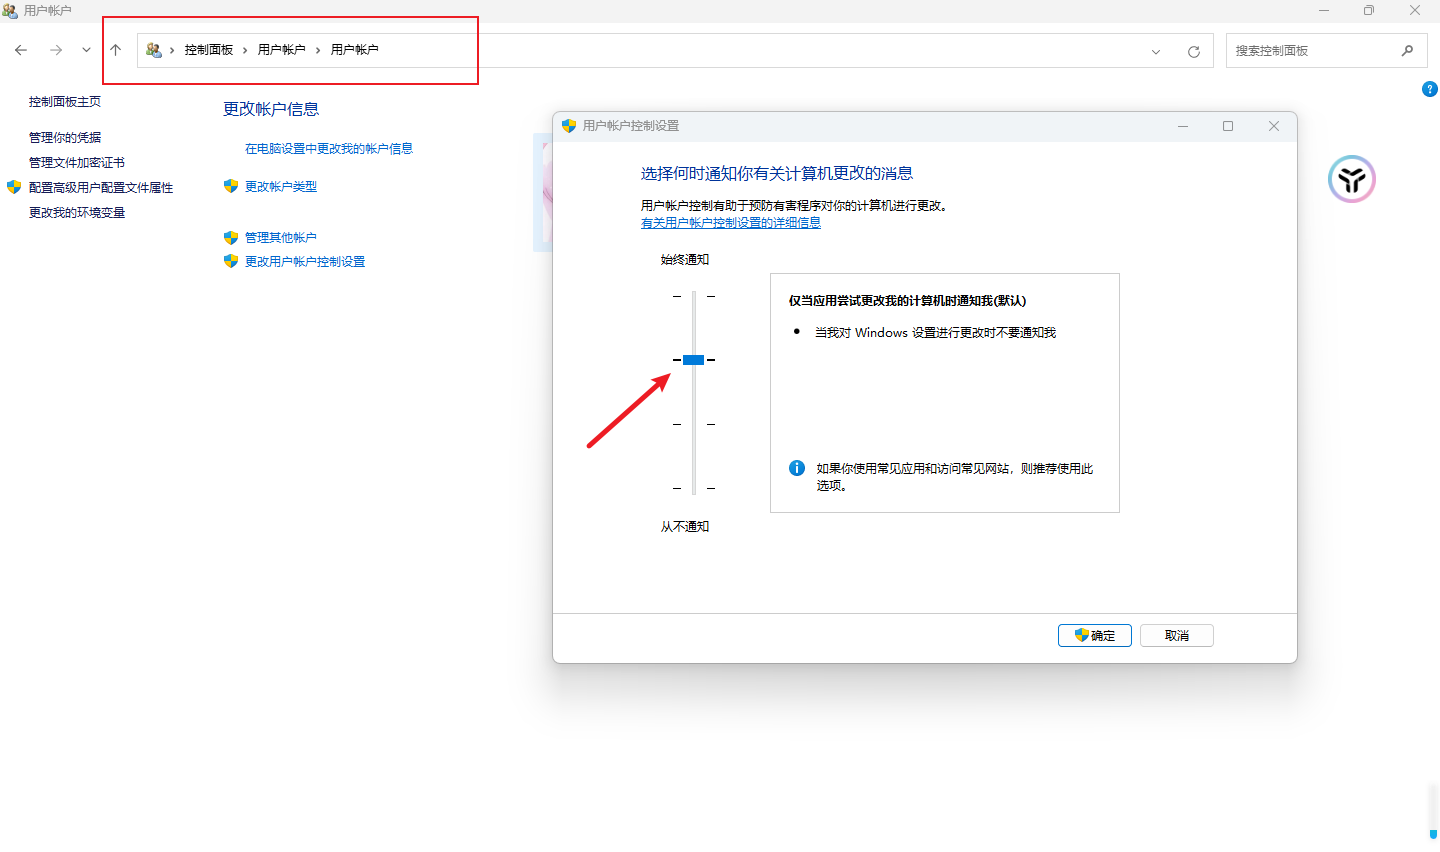 用户帐户
控制面板 › 用户帐户 › 用户帐户
搜索控制面板
控制面板主页
管理你的凭据
管理文件加密证书
配置高级用户配置文件属性
更改我的环境变量
更改帐户信息
在电脑设置中更改我的帐户信息
更改帐户类型
管理其他帐户
更改用户帐户控制设置
用户帐户控制设置
选择何时通知你有关计算机更改的消息
用户帐户控制有助于预防有害程序对你的计算机进行更改。
有关用户帐户控制设置的详细信息
始终通知
仅当应用尝试更改我的计算机时通知我(默认)
● 当我对 Windows 设置进行更改时不要通知我
如果你使用常见应用和访问常见网站，则推荐使用此
选项。
从不通知
确定
取消